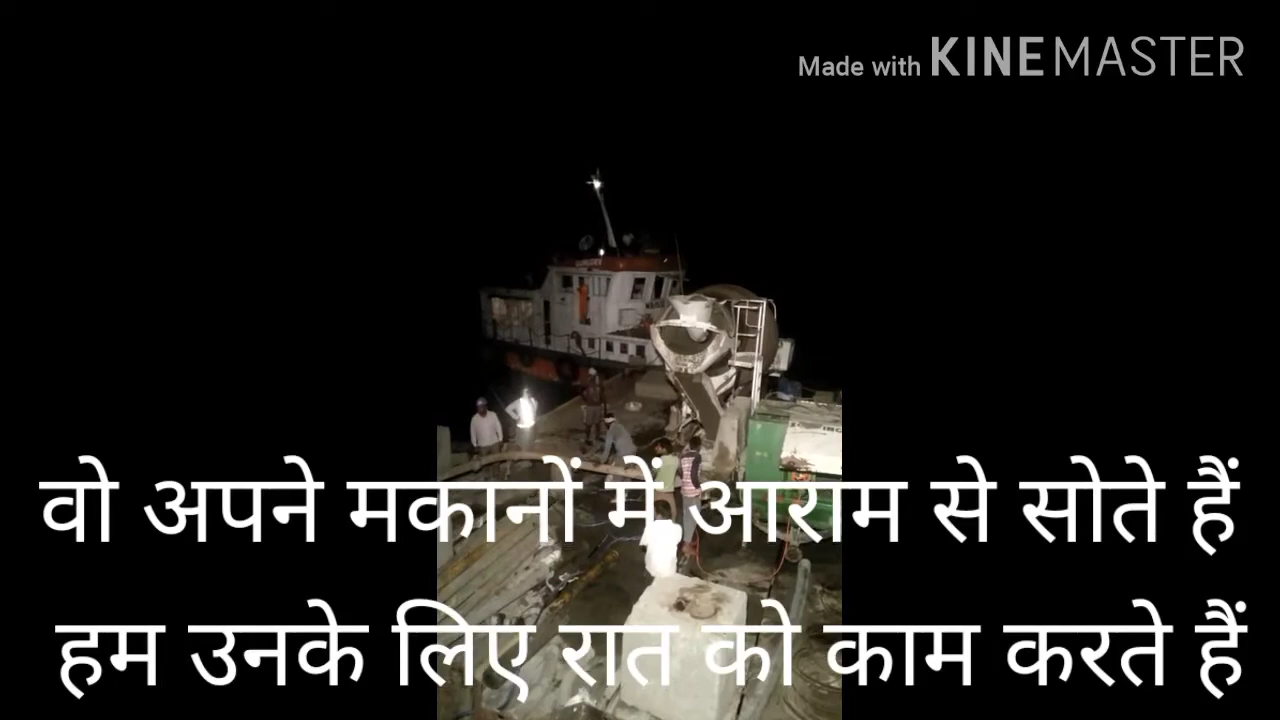 Made with KINEMASTER
वो अपने मकानों में आराम से सोते हैं
हम उनके लिए रात को काम करते हैं